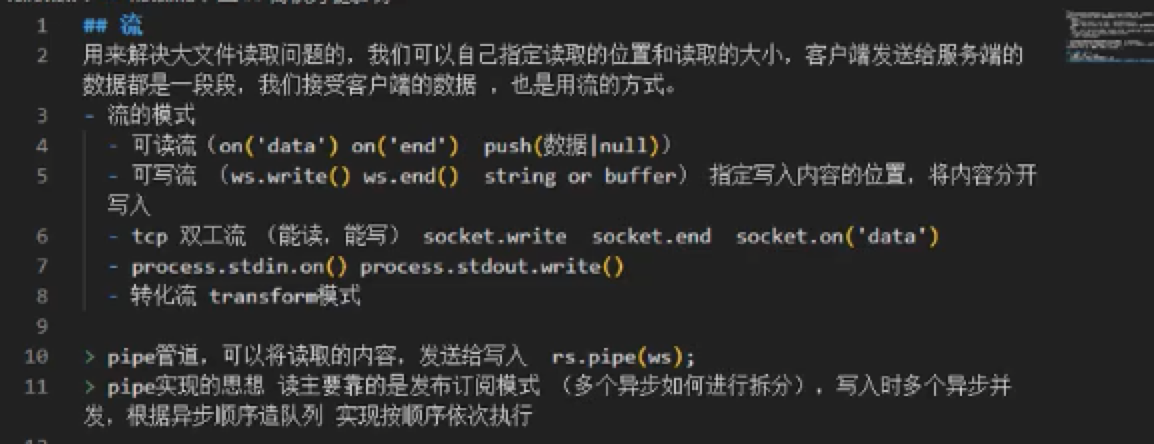 1 ## 流
2 用来解决大文件读取问题的，我们可以自己指定读取的位置和读取的大小，客户端发送给服务端的
数据都是一段段，我们接受客户端的数据 ，也是用流的方式。
3 - 流的模式
4 - 可读流（on('data') on('end')  push(数据|null)）
5 - 可写流 （ws.write() ws.end()  string or buffer） 指定写入内容的位置，将内容分开
写入
6 - tcp 双工流 （能读，能写） socket.write  socket.end  socket.on('data')
7 - process.stdin.on() process.stdout.write()
8 - 转化流 transform模式
9
10 > pipe管道，可以将读取的内容，发送给写入  rs.pipe(ws);
11 > pipe实现的思想 读主要靠的是发布订阅模式 （多个异步如何进行拆分），写入时多个异步并
发，根据异步顺序造队列 实现按顺序依次执行